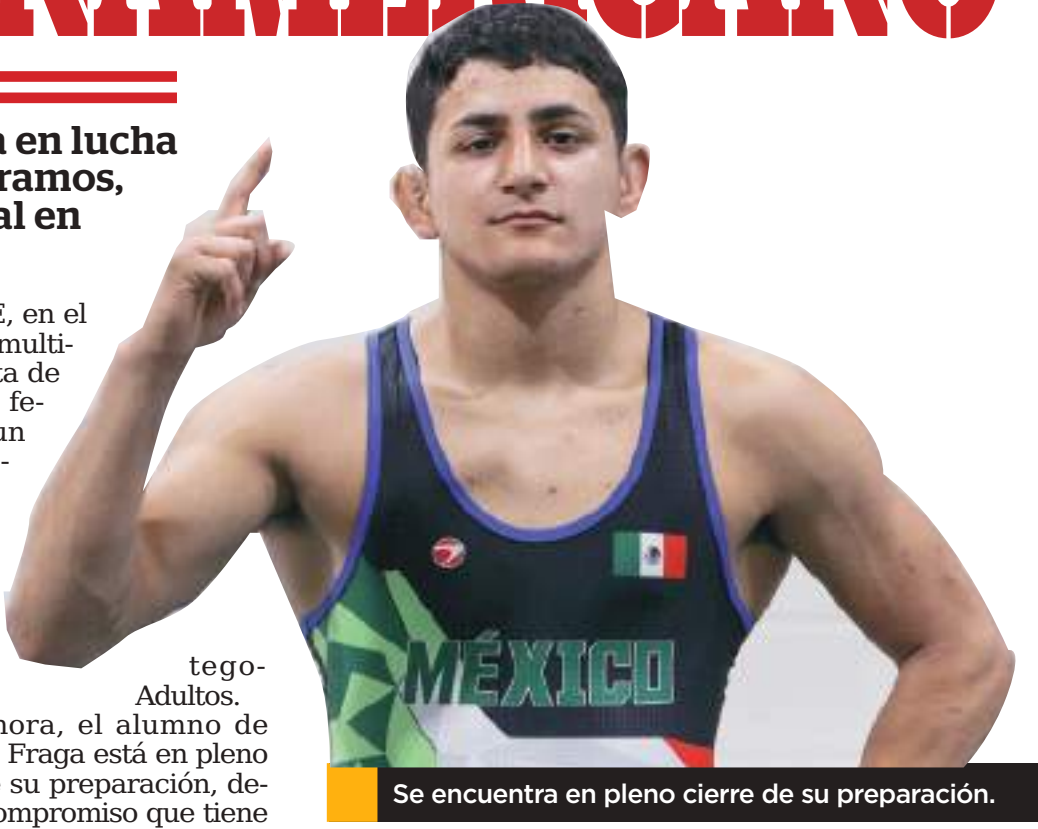 a en lucha
ramos,
al en
E, en el
multi-
ta de
fe-
un
-
tego-
Adultos.
hora, el alumno de
Fraga está en pleno
su preparación, de-
ompromiso que tiene
MÉXICO
Se encuentra en pleno cierre de su preparación.